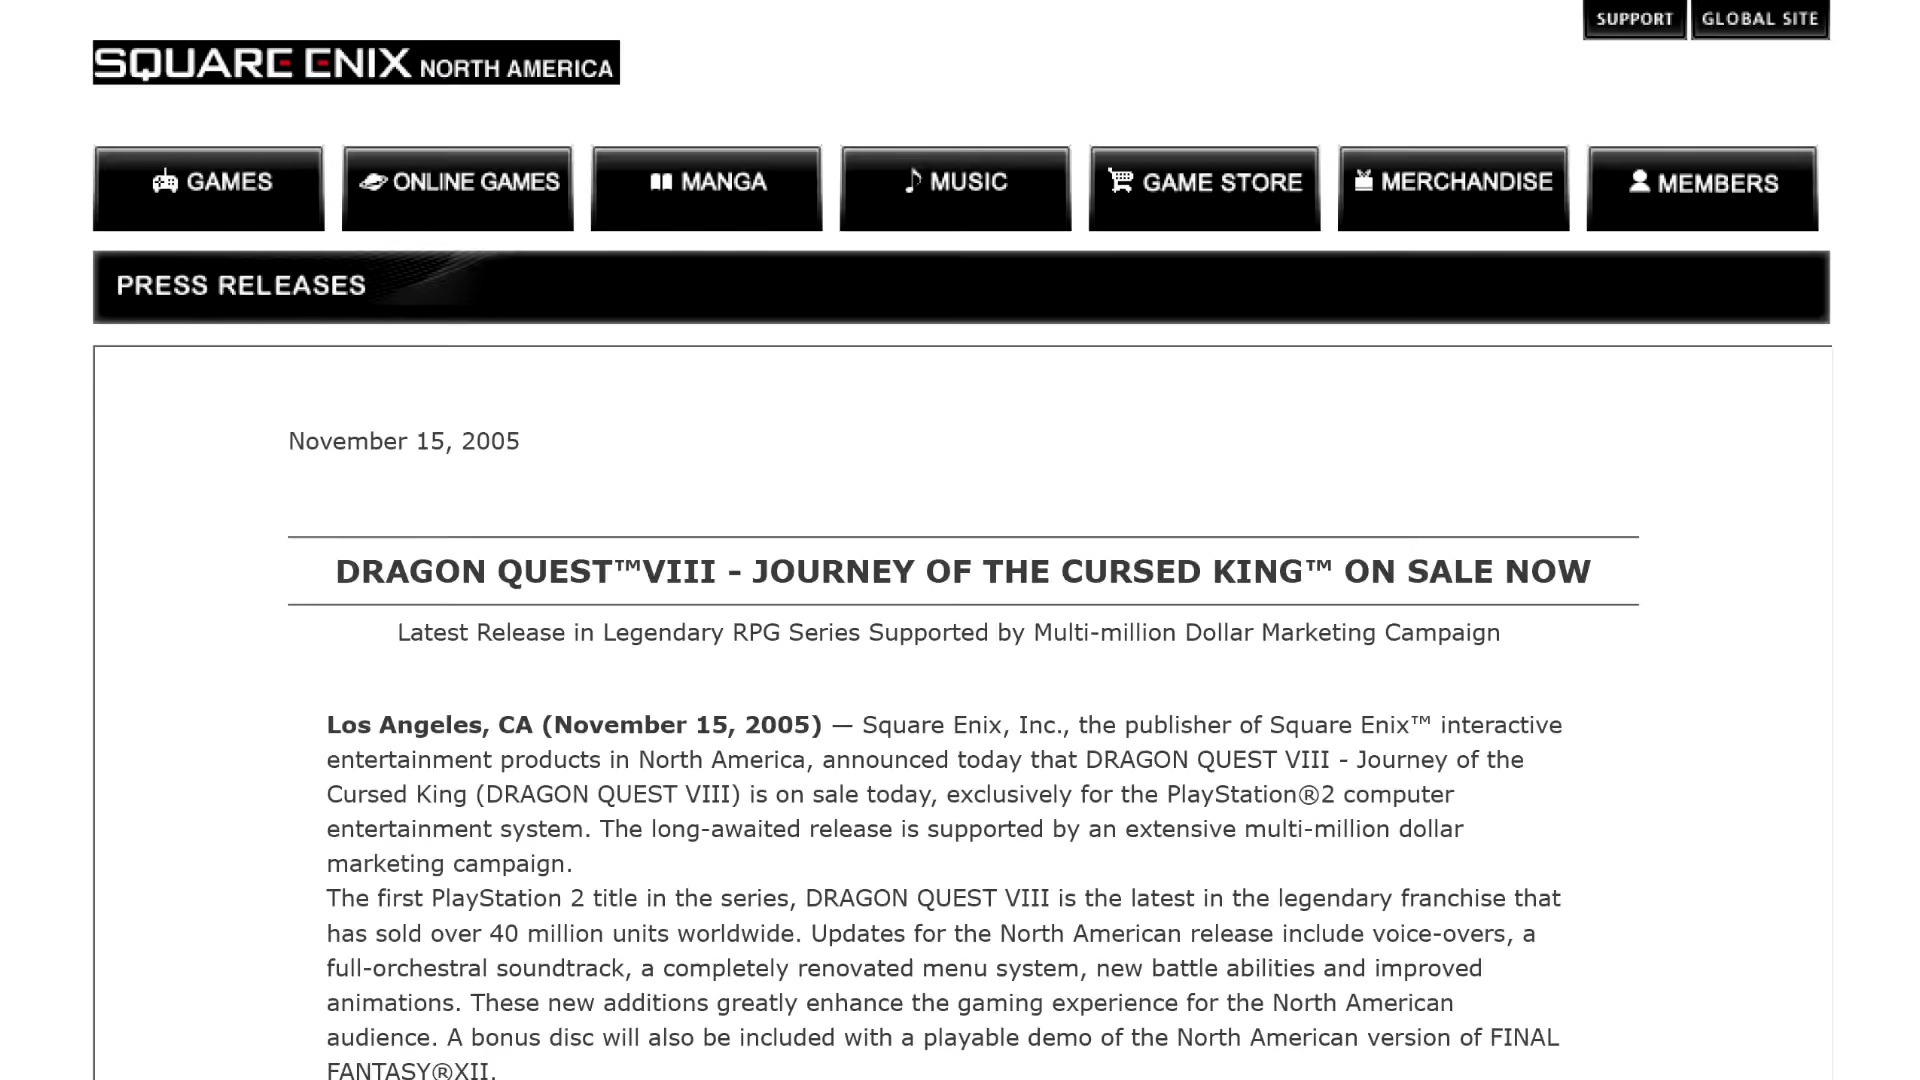 SUPPORT GLOBAL SITE
SQUARE ENIX NORTH AMERICA
GAMES ONLINE GAMES MANGA MUSIC GAME STORE MERCHANDISE MEMBERS
PRESS RELEASES
November 15, 2005
DRAGON QUEST™VIII - JOURNEY OF THE CURSED KING™ ON SALE NOW
Latest Release in Legendary RPG Series Supported by Multi-million Dollar Marketing Campaign
Los Angeles, CA (November 15, 2005) — Square Enix, Inc., the publisher of Square Enix™ interactive
entertainment products in North America, announced today that DRAGON QUEST VIII - Journey of the
Cursed King (DRAGON QUEST VIII) is on sale today, exclusively for the PlayStation®2 computer
entertainment system. The long-awaited release is supported by an extensive multi-million dollar
marketing campaign.
The first PlayStation 2 title in the series, DRAGON QUEST VIII is the latest in the legendary franchise that
has sold over 40 million units worldwide. Updates for the North American release include voice-overs, a
full-orchestral soundtrack, a completely renovated menu system, new battle abilities and improved
animations. These new additions greatly enhance the gaming experience for the North American
audience. A bonus disc will also be included with a playable demo of the North American version of FINAL
FANTASY®XII.